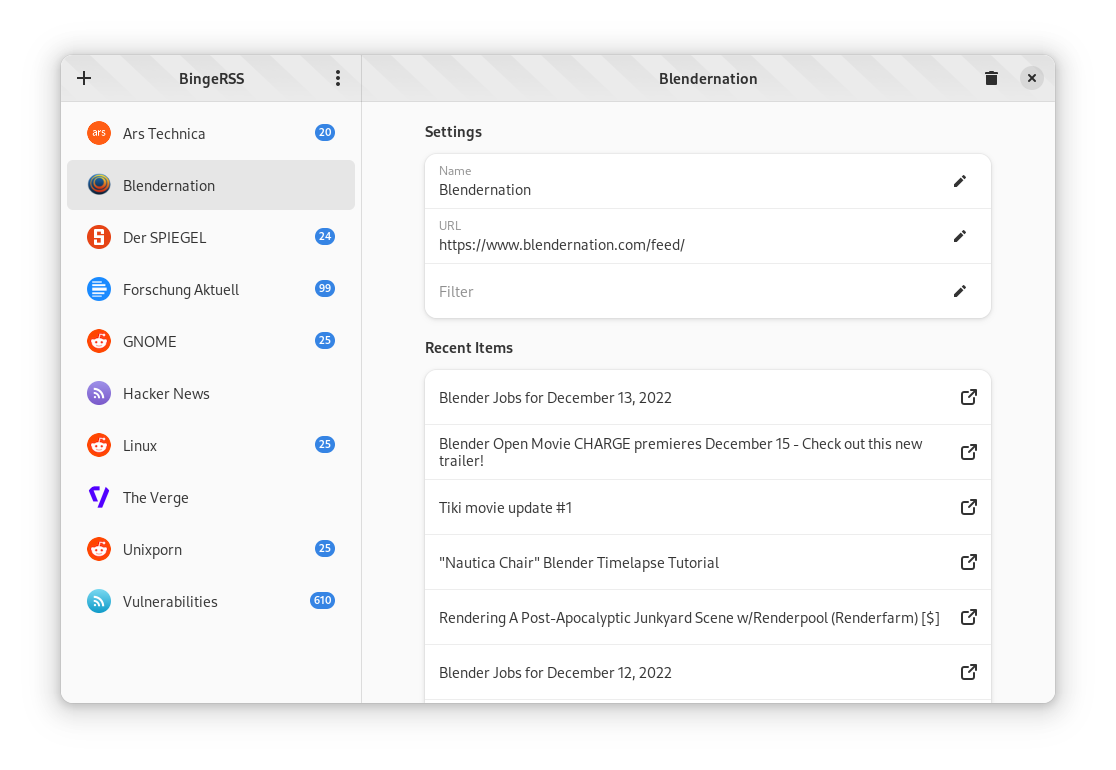 BingeRSS
Blendernation
ars
Ars Technica
20
Blendernation
Der SPIEGEL
24
Forschung Aktuell
99
GNOME
25
Hacker News
Linux
25
The Verge
Unixporn
25
Vulnerabilities
610
Settings
Name
Blendernation
URL
https://www.blendernation.com/feed/
Filter
Recent Items
Blender Jobs for December 13, 2022
Blender Open Movie CHARGE premieres December 15 - Check out this new
trailer!
Tiki movie update #1
"Nautica Chair" Blender Timelapse Tutorial
Rendering A Post-Apocalyptic Junkyard Scene w/Renderpool (Renderfarm) [$]
Blender Jobs for December 12, 2022